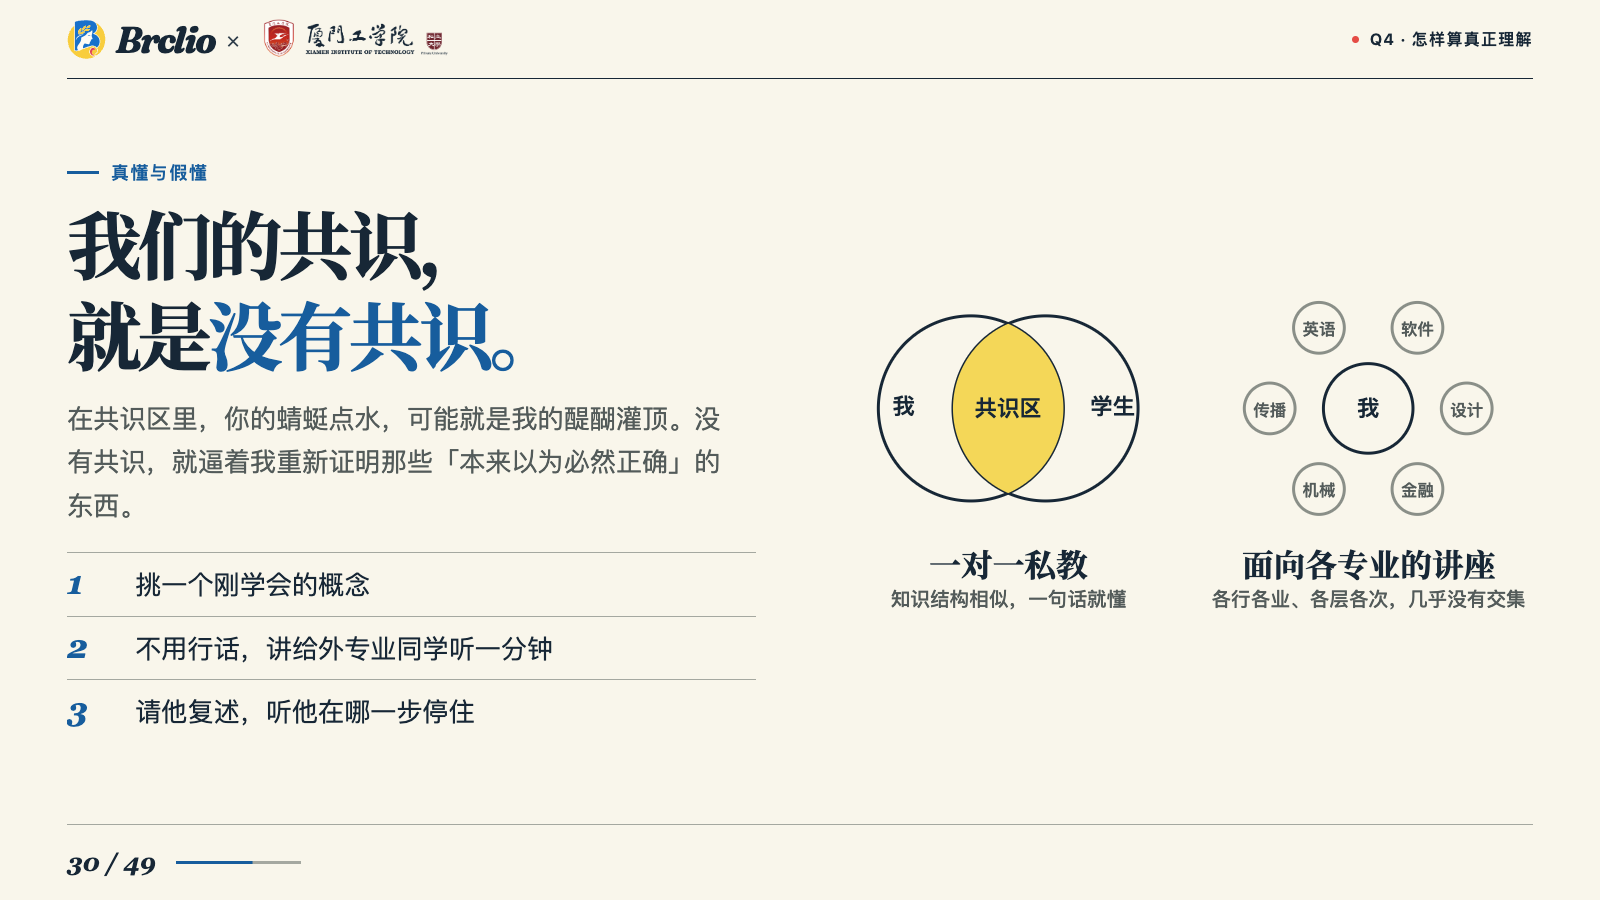 Brclio × 厦門工学院
XIAMEN INSTITUTE OF TECHNOLOGY
Q4 · 怎样算真正理解
真懂与假懂
我们的共识，
就是没有共识。
在共识区里，你的蜻蜓点水，可能就是我的醍醐灌顶。没
有共识，就逼着我重新证明那些「本来以为必然正确」的
东西。
1 挑一个刚学会的概念
2 不用行话，讲给外专业同学听一分钟
3 请他复述，听他在哪一步停住
我 共识区 学生
一对一私教
知识结构相似，一句话就懂
英语 软件
传播 我 设计
机械 金融
面向各专业的讲座
各行各业、各层各次，几乎没有交集
30 / 49